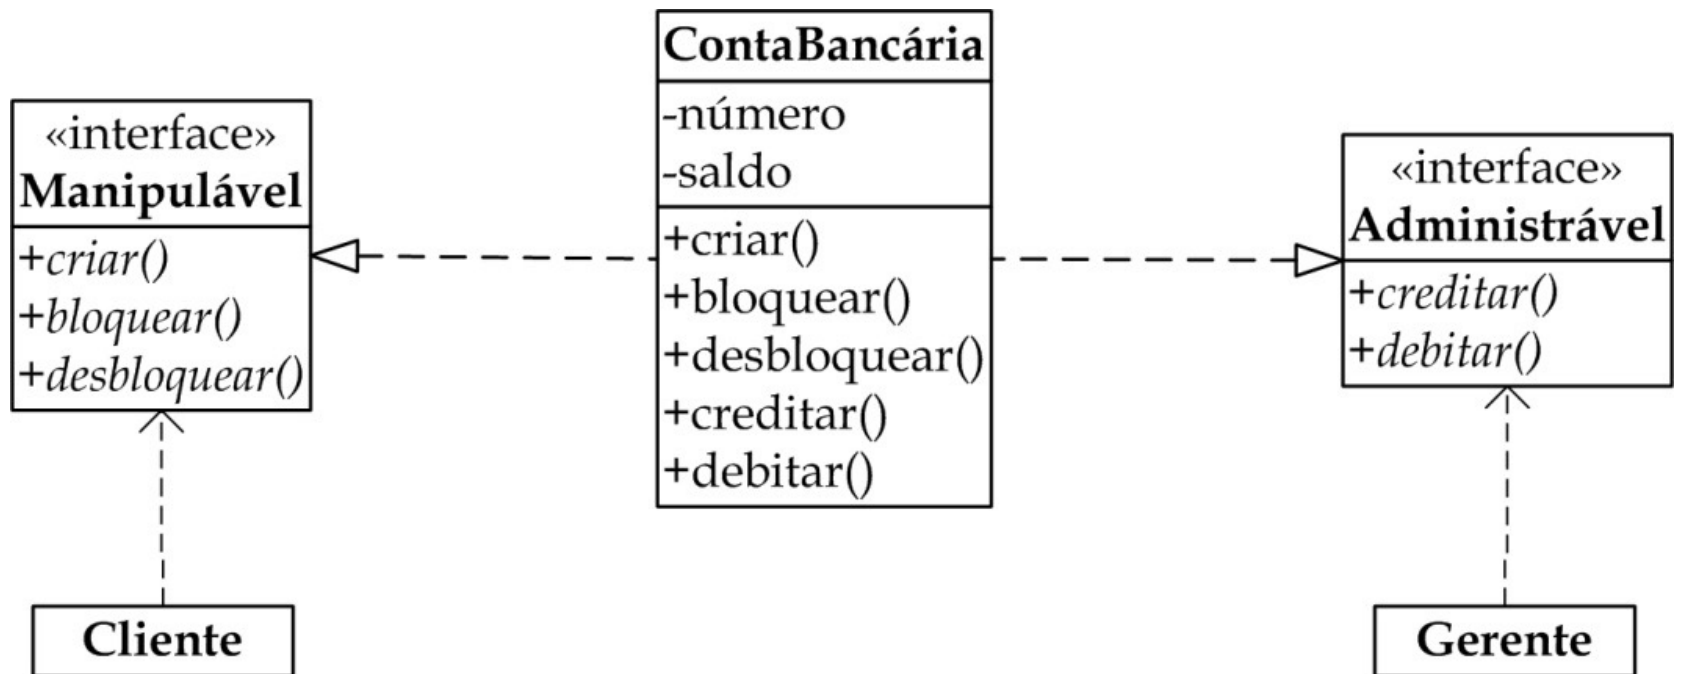 «interface»
Manipulável
+criar()
+bloquear()
+desbloquear()
Cliente
ContaBancária
-número
-saldo
+criar()
+bloquear()
+desbloquear()
+creditar()
+debitar()
«interface»
Administrável
+creditar()
+debitar()
Gerente